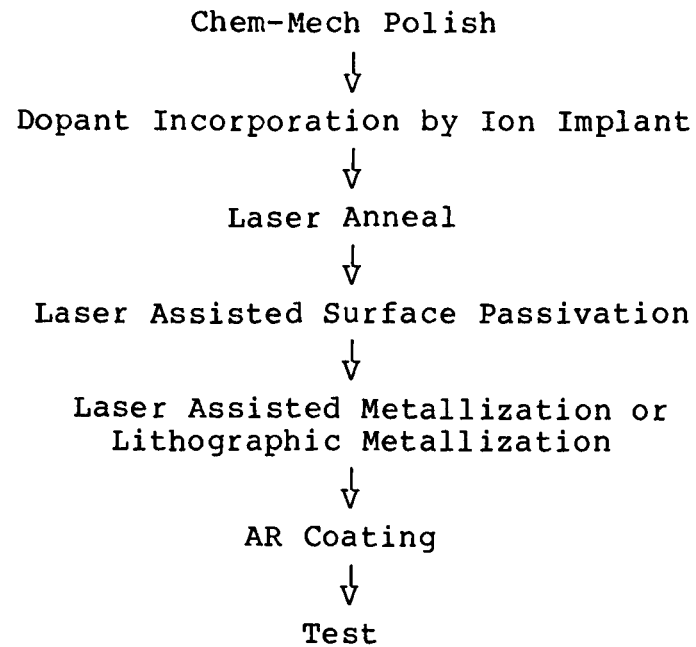 Chem-Mech Polish
Dopant Incorporation by Ion Implant
Laser Anneal
Laser Assisted Surface Passivation
Laser Assisted Metallization or
Lithographic Metallization
AR Coating
Test